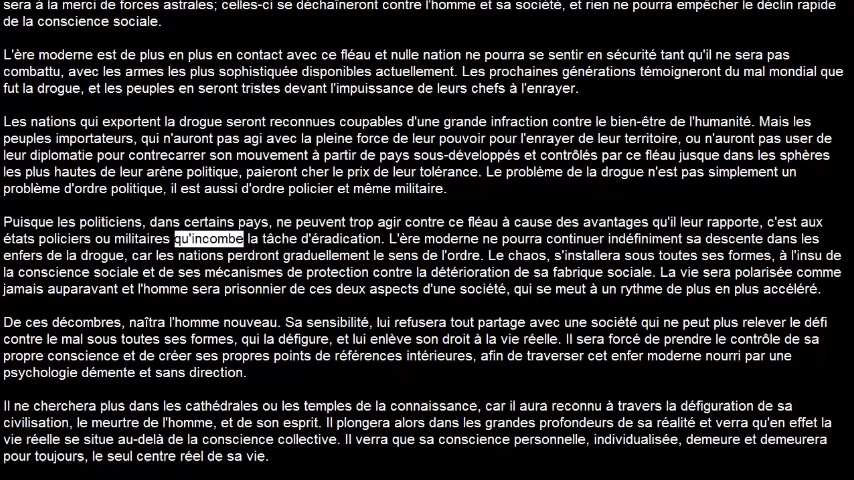 sera à la merci de forces astrales; celles-ci se déchaîneront contre l'homme et sa société, et rien ne pourra empêcher le déclin rapide
de la conscience sociale.
L'ère moderne est de plus en plus en contact avec ce fléau et nulle nation ne pourra se sentir en sécurité tant qu'il ne sera pas
combattu, avec les armes les plus sophistiquée disponibles actuellement. Les prochaines générations témoigneront du mal mondial que
fut la drogue, et les peuples en seront tristes devant l'impuissance de leurs chefs à l'enrayer.
Les nations qui exportent la drogue seront reconnues coupables d'une grande infraction contre le bien-être de l'humanité. Mais les
peuples importateurs, qui n'auront pas agi avec la pleine force de leur pouvoir pour l'enrayer de leur territoire, ou n'auront pas user de
leur diplomatie pour contrecarrer son mouvement à partir de pays sous-développés et contrôlés par ce fléau jusque dans les sphères
les plus hautes de leur arène politique, paieront cher le prix de leur tolérance. Le problème de la drogue n'est pas simplement un
problème d'ordre politique, il est aussi d'ordre policier et même militaire.
Puisque les politiciens, dans certains pays, ne peuvent trop agir contre ce fléau à cause des avantages qu'il leur rapporte, c'est aux
états policiers ou militaires qu'incombe la tâche d'éradication. L'ère moderne ne pourra continuer indéfiniment sa descente dans les
enfers de la drogue, car les nations perdront graduellement le sens de l'ordre. Le chaos, s'installera sous toutes ses formes, à l'insu de
la conscience sociale et de ses mécanismes de protection contre la détérioration de sa fabrique sociale. La vie sera polarisée comme
jamais auparavant et l'homme sera prisonnier de ces deux aspects d'une société, qui se meut à un rythme de plus en plus accéléré.
De ces décombres, naîtra l'homme nouveau. Sa sensibilité, lui refusera tout partage avec une société qui ne peut plus relever le défi
contre le mal sous toutes ses formes, qui la défigure, et lui enlève son droit à la vie réelle. Il sera forcé de prendre le contrôle de sa
propre conscience et de créer ses propres points de références intérieures, afin de traverser cet enfer moderne nourri par une
psychologie démente et sans direction.
Il ne cherchera plus dans les cathédrales ou les temples de la connaissance, car il aura reconnu à travers la défiguration de sa
civilisation, le meurtre de l'homme, et de son esprit. Il plongera alors dans les grandes profondeurs de sa réalité et verra qu'en effet la
vie réelle se situe au-delà de la conscience collective. Il verra que sa conscience personnelle, individualisée, demeure et demeurera
pour toujours, le seul centre réel de sa vie.